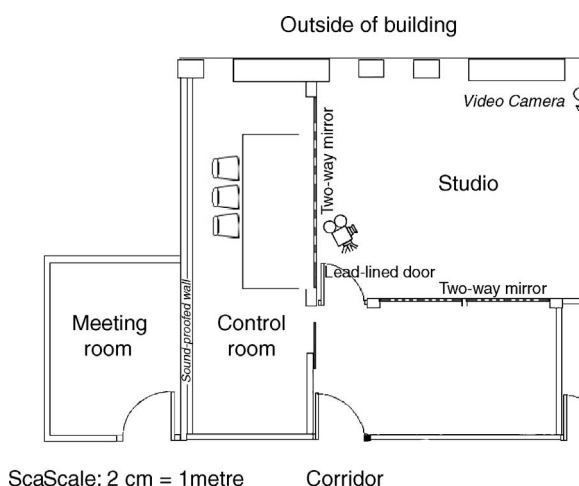 Outside of building
Video Camera
Two-way mirror
Studio
Lead-lined door
Two-way mirror
Meeting
room
Control
room
Sound-proofed wall
ScaScale: 2 cm = 1metre
Corridor